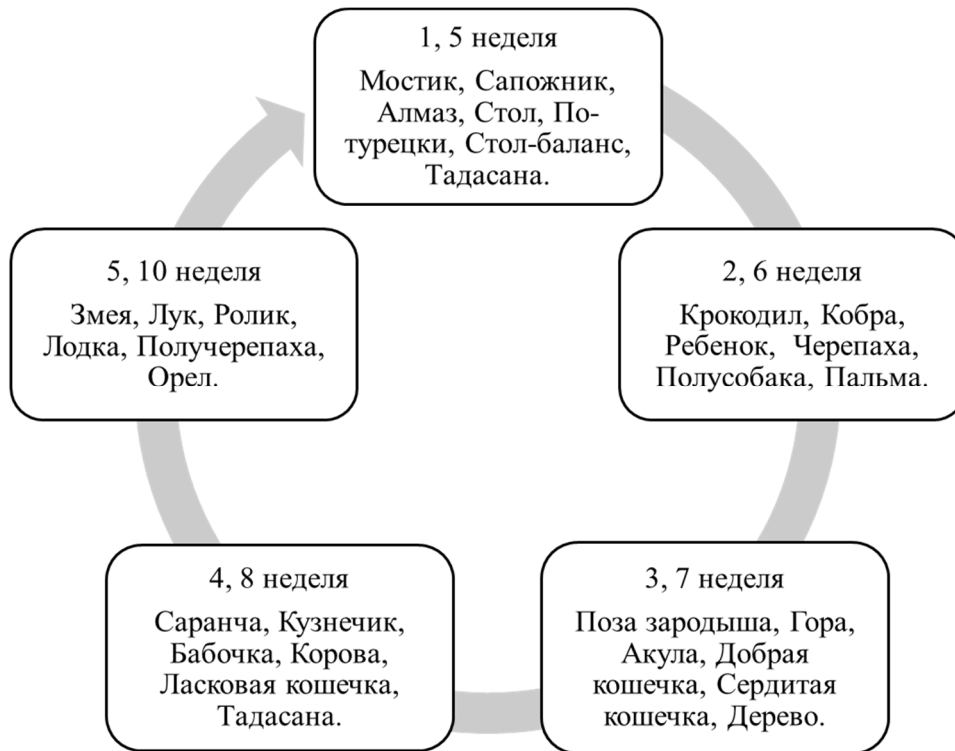 1, 5 неделя
Мостик, Сапожник,
Алмаз, Стол, По-
турецки, Стол-баланс,
Тадасана.
2, 6 неделя
Крокодил, Кобра,
Ребенок, Черепаха,
Полусобака, Пальма.
3, 7 неделя
Поза зародыша, Гора,
Акула, Добрая
кошечка, Сердитая
кошечка, Дерево.
4, 8 неделя
Саранча, Кузнечик,
Бабочка, Корова,
Ласковая кошечка,
Тадасана.
5, 10 неделя
Змея, Лук, Ролик,
Лодка, Получерепаха,
Орел.